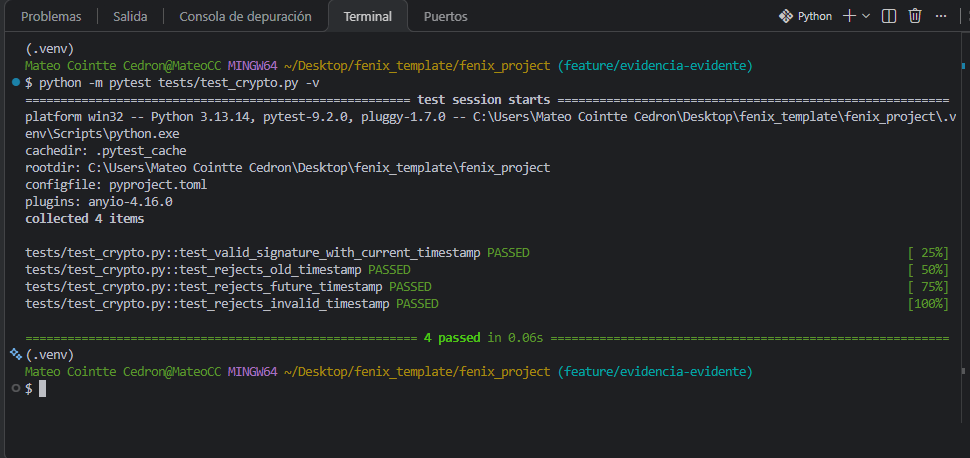 Problemas Salida Consola de depuración Terminal Puertos Python
(.venv)
Mateo Cointte Cedron@MateoCC MINGW64 ~/Desktop/fenix_template/fenix_project (feature/evidencia-evidente)
$ python -m pytest tests/test_crypto.py -v
==================================================== test session starts =====================================================
platform win32 -- Python 3.13.14, pytest-9.2.0, pluggy-1.7.0 -- C:\Users\Mateo Cointte Cedron\Desktop\fenix_template\fenix_project\.v
env\Scripts\python.exe
cachedir: .pytest_cache
rootdir: C:\Users\Mateo Cointte Cedron\Desktop\fenix_template\fenix_project
configfile: pyproject.toml
plugins: anyio-4.16.0
collected 4 items
tests/test_crypto.py::test_valid_signature_with_current_timestamp PASSED [ 25%]
tests/test_crypto.py::test_rejects_old_timestamp PASSED [ 50%]
tests/test_crypto.py::test_rejects_future_timestamp PASSED [ 75%]
tests/test_crypto.py::test_rejects_invalid_timestamp PASSED [100%]
===================================================== 4 passed in 0.06s ======================================================
(.venv)
Mateo Cointte Cedron@MateoCC MINGW64 ~/Desktop/fenix_template/fenix_project (feature/evidencia-evidente)
$